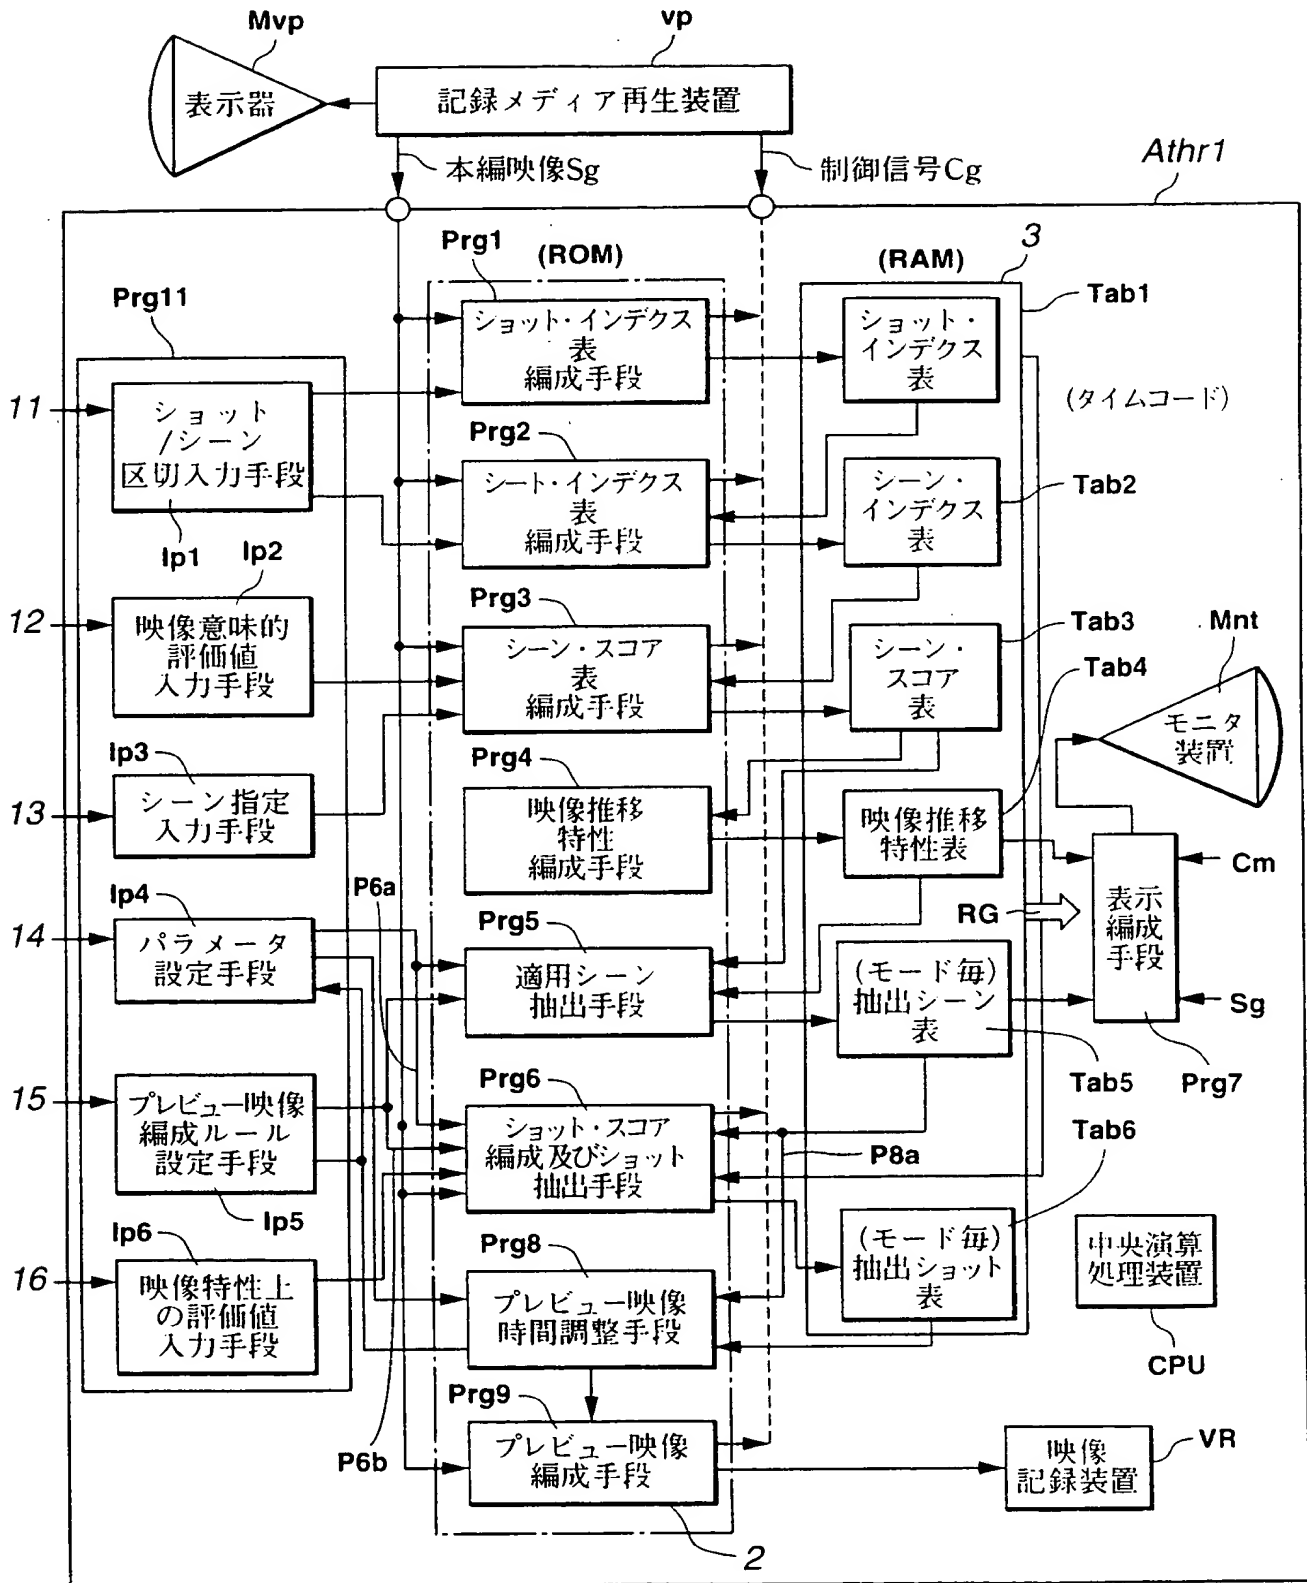 Mvp
vp
表示器
記録メディア再生装置
Athr1
本編映像Sg
制御信号Cg
3
Prg1
(ROM)
(RAM)
Prg11
Tab1
ショット・インデクス
表
編成手段
ショット・
インデクス
表
11
ショット
/シーン
区切入力手段
(タイムコード)
Prg2
シート・インデクス
表
編成手段
シーン・
インデクス
表
Tab2
Ip1
Ip2
12
映像意味的
評価値
入力手段
Prg3
シーン・スコア
表
編成手段
シーン・
スコア
表
Tab3
Mnt
Tab4
モニタ
装置
Ip3
13
シーン指定
入力手段
Prg4
映像推移
特性
編成手段
映像推移
特性表
Cm
P6a
Ip4
14
パラメータ
設定手段
Prg5
適用シーン
抽出手段
RG
表示
編成
手段
(モード毎)
抽出シーン
表
Sg
Tab5
Prg7
15
プレビュー映像
編成ルール
設定手段
Prg6
ショット・スコア
編成及びショット
抽出手段
Tab6
P8a
Ip5
Ip6
16
映像特性上
の評価値
入力手段
Prg8
プレビュー映像
時間調整手段
(モード毎)
抽出ショット
表
中央演算
処理装置
CPU
Prg9
P6b
プレビュー映像
編成手段
映像
記録装置
VR
2